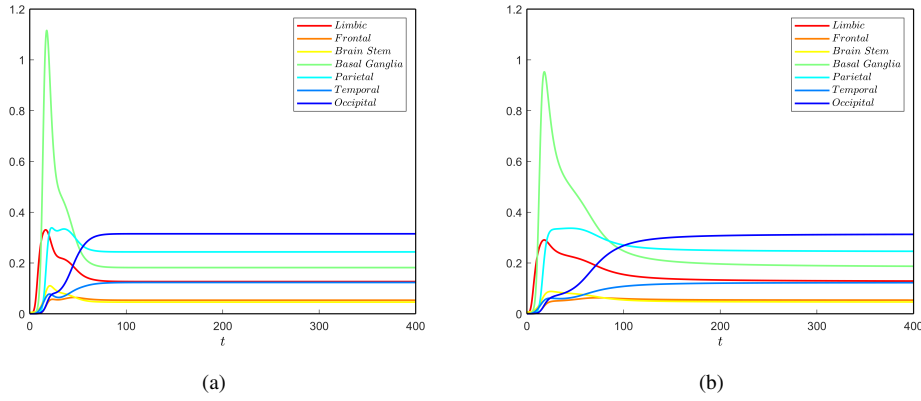 1.2
1
0.8
0.6
0.4
0.2
0
0
100
200
300
400
t
Limbic
Frontal
Brain Stem
Basal Ganglia
Parietal
Temporal
Occipital
(a)
1.2
1
0.8
0.6
0.4
0.2
0
0
100
200
300
400
t
Limbic
Frontal
Brain Stem
Basal Ganglia
Parietal
Temporal
Occipital
(b)